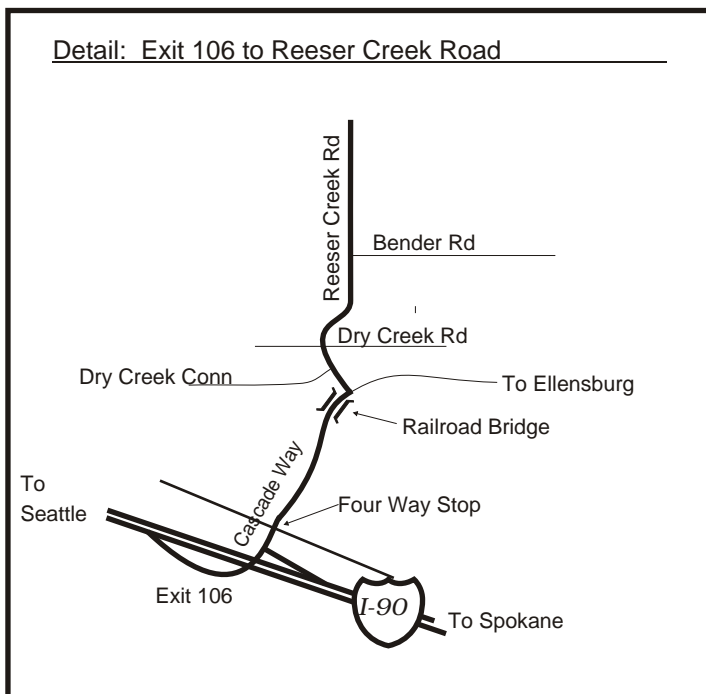 Detail: Exit 106 to Reeser Creek Road
Reeser Creek Rd
Bender Rd
Dry Creek Rd
Dry Creek Conn
To Ellensburg
Railroad Bridge
Cascade Way
To
Seattle
Four Way Stop
Exit 106
I-90
To Spokane